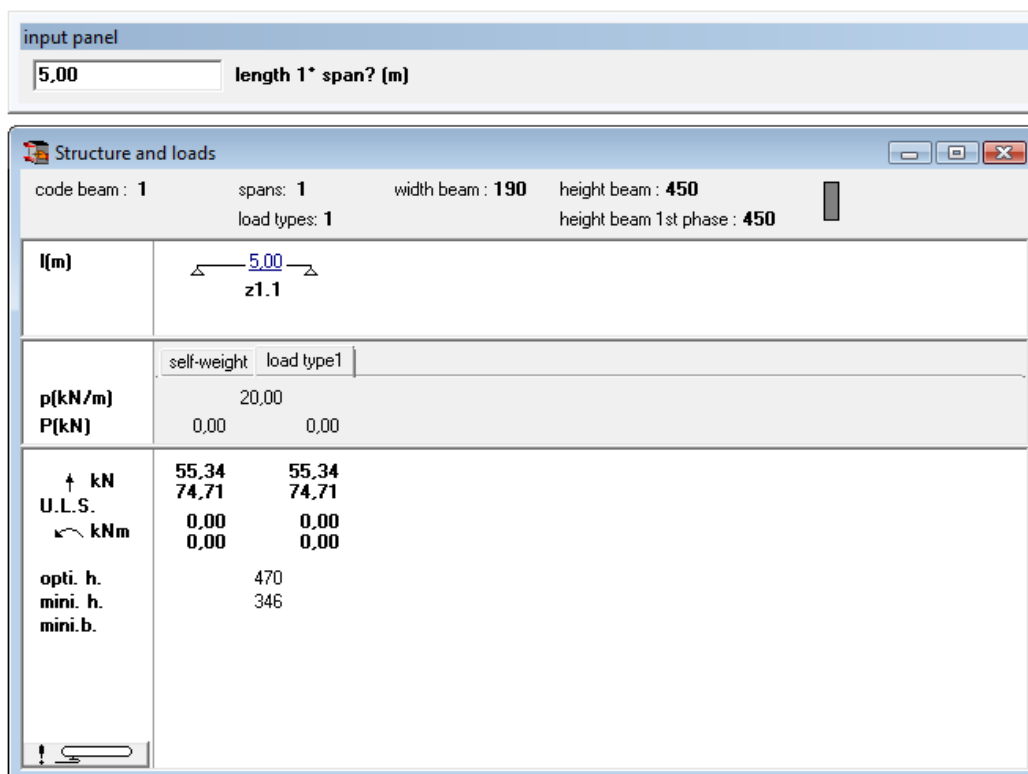 input panel
5,00 length 1* span? (m)
Structure and loads
code beam : 1 spans: 1 width beam : 190 height beam : 450
load types: 1 height beam 1st phase : 450
l(m) 5,00
z1.1
self-weight load type1
p(kN/m) 20,00
P(kN) 0,00 0,00
kN 55,34 55,34
U.L.S. 74,71 74,71
kNm 0,00 0,00
0,00 0,00
opti. h. 470
mini. h. 346
mini.b.
!